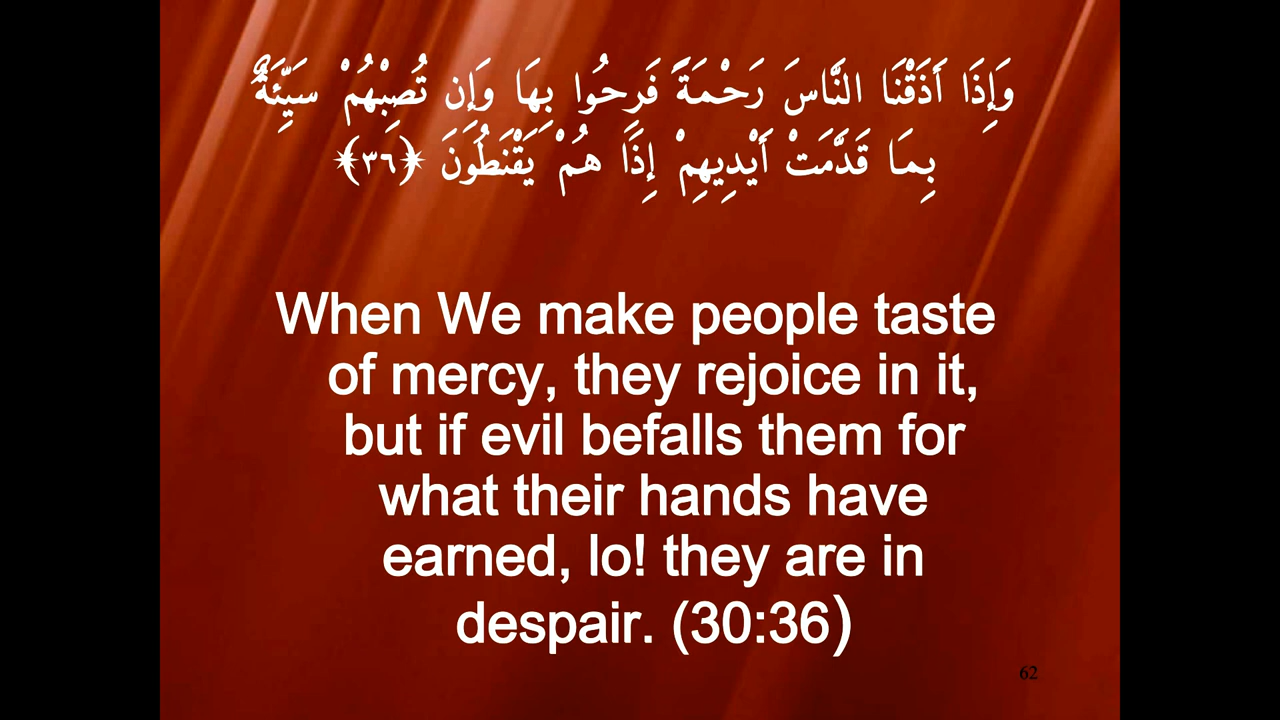 وَإِذَا أَذَقْنَا النَّاسَ رَحْمَةً فَرِحُوا بِهَا وَإِن تُصِبْهُمْ سَيِّئَةٌ
بِمَا قَدَّمَتْ أَيْدِيهِمْ إِذَا هُمْ يَقْنَطُونَ ﴿٣٦﴾
When We make people taste
of mercy, they rejoice in it,
but if evil befalls them for
what their hands have
earned, lo! they are in
despair. (30:36)
62